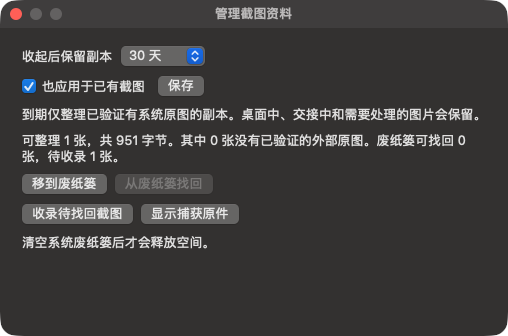 管理截图资料
收起后保留副本 30 天
也应用于已有截图 保存
到期仅整理已验证有系统原图的副本。桌面中、交接中和需要处理的图片会保留。
可整理 1 张，共 951 字节。其中 0 张没有已验证的外部原图。废纸篓可找回 0
张，待收录 1 张。
移到废纸篓 从废纸篓找回
收录待找回截图 显示捕获原件
清空系统废纸篓后才会释放空间。